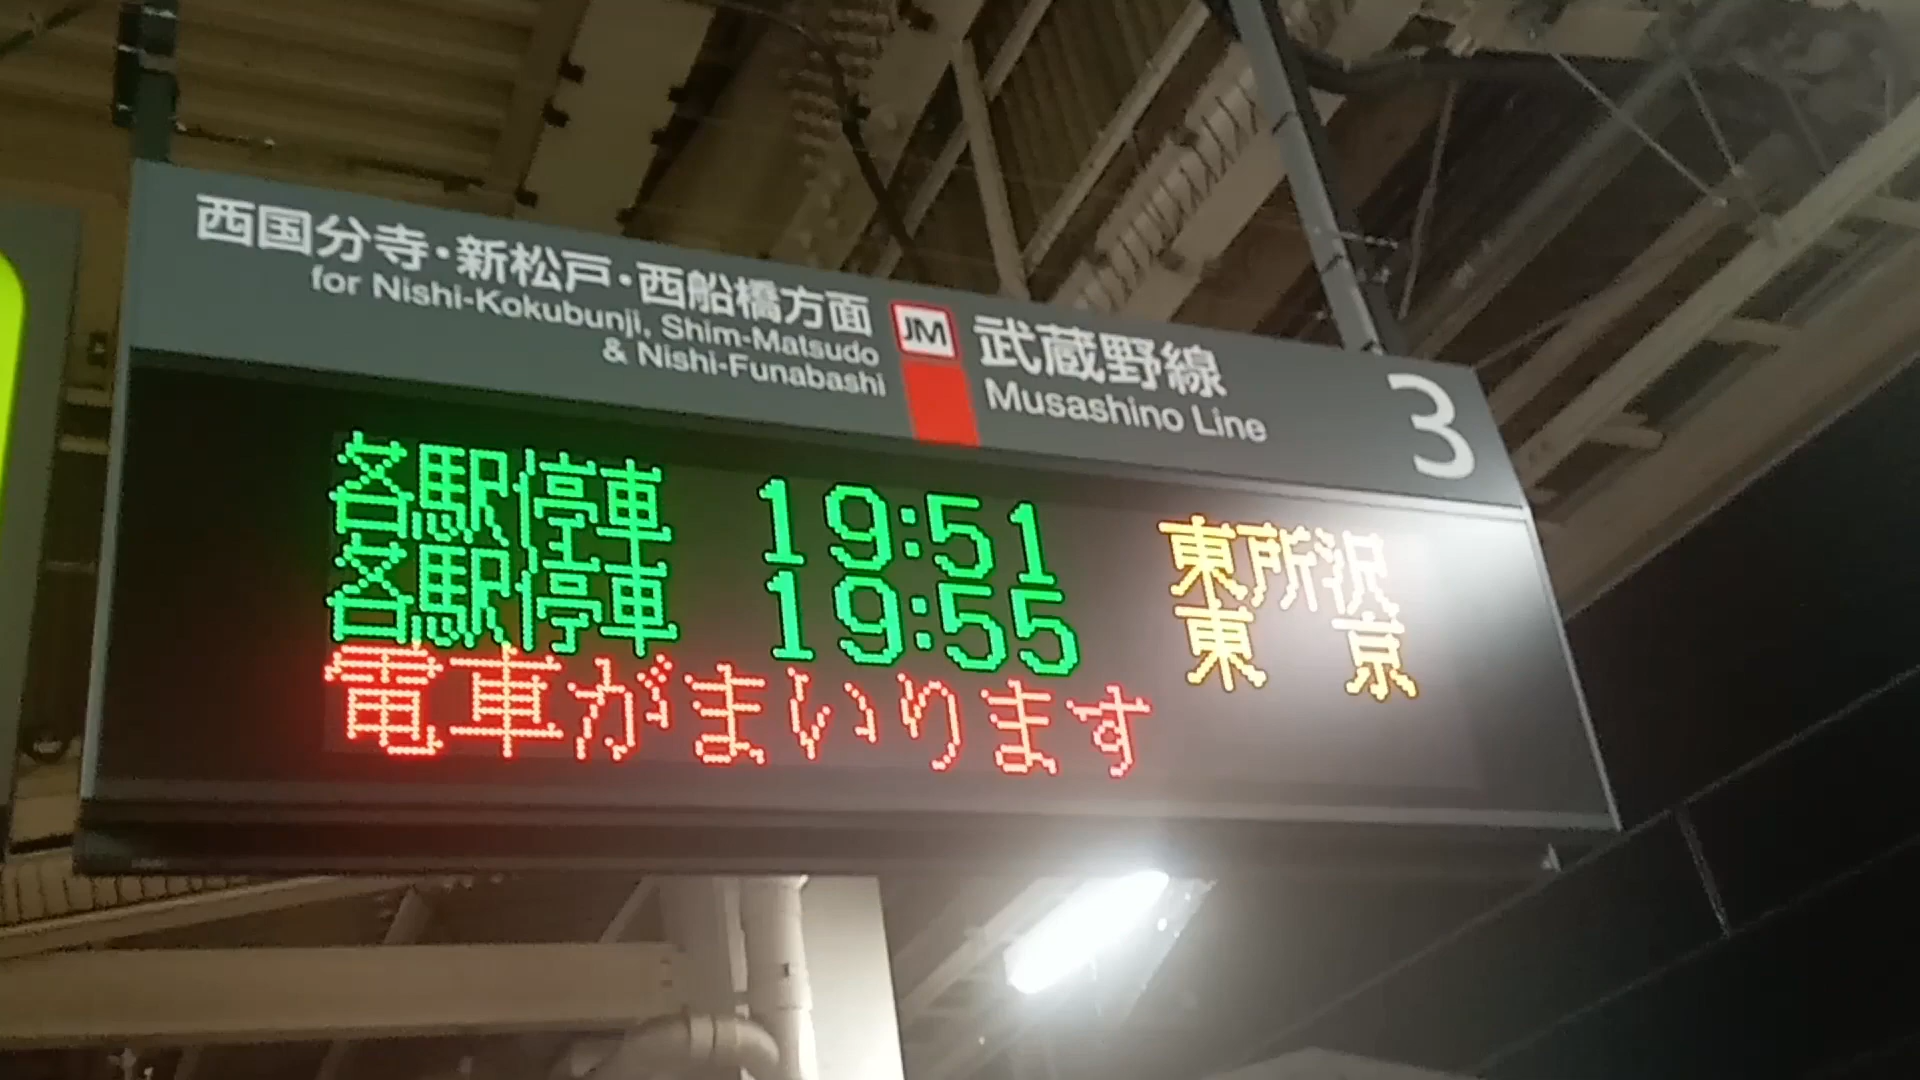 西国分寺・新松戸・西船橋方面
for Nishi-Kokubunji, Shim-Matsudo
& Nishi-Funabashi
JM 武蔵野線
Musashino Line
3
各駅停車 19:51 東所沢
各駅停車 19:55 東 京
電車がまいります